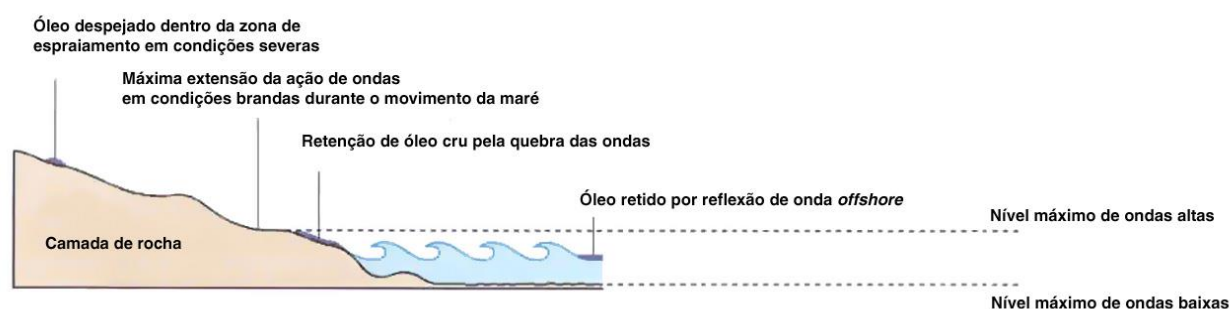 Óleo despejado dentro da zona de
espraiamento em condições severas
Máxima extensão da ação de ondas
em condições brandas durante o movimento da maré
Retenção de óleo cru pela quebra das ondas
Óleo retido por reflexão de onda offshore
Nível máximo de ondas altas
Camada de rocha
Nível máximo de ondas baixas